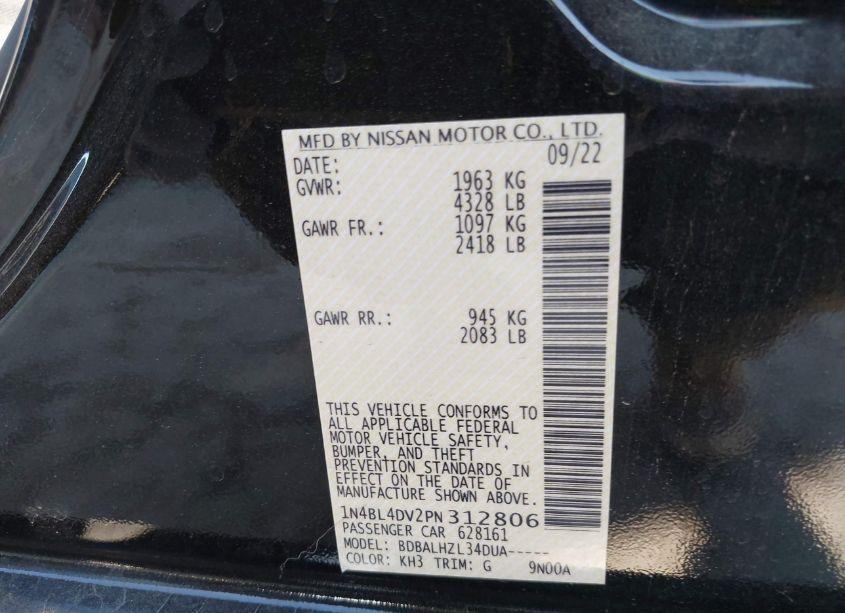 MFD BY NISSAN MOTOR CO., LTD.
DATE: 09/22
GVWR: 1963 KG
4328 LB
GAWR FR.: 1097 KG
2418 LB
GAWR RR.: 945 KG
2083 LB
THIS VEHICLE CONFORMS TO
ALL APPLICABLE FEDERAL
MOTOR VEHICLE SAFETY,
BUMPER, AND THEFT
PREVENTION STANDARDS IN
EFFECT ON THE DATE OF
MANUFACTURE SHOWN ABOVE.
1N4BL4DV2PN312806
PASSENGER CAR 628161
MODEL: BDBALHZL34DUA-----
COLOR: KH3 TRIM: G 9N00A